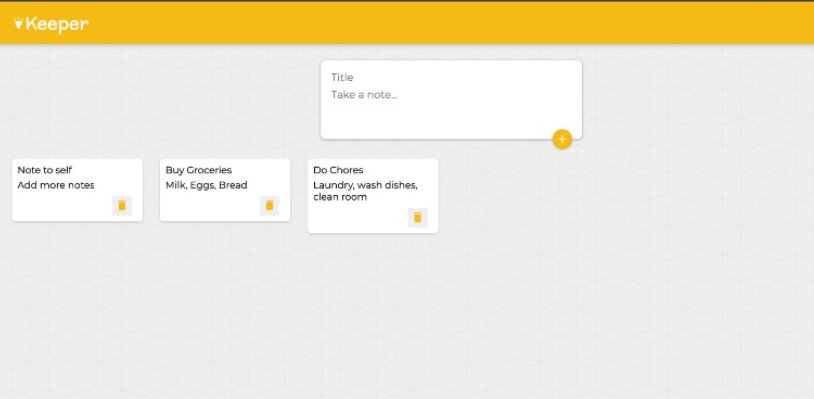 Keeper
Title
Take a note...
Note to self
Add more notes
Buy Groceries
Milk, Eggs, Bread
Do Chores
Laundry, wash dishes,
clean room